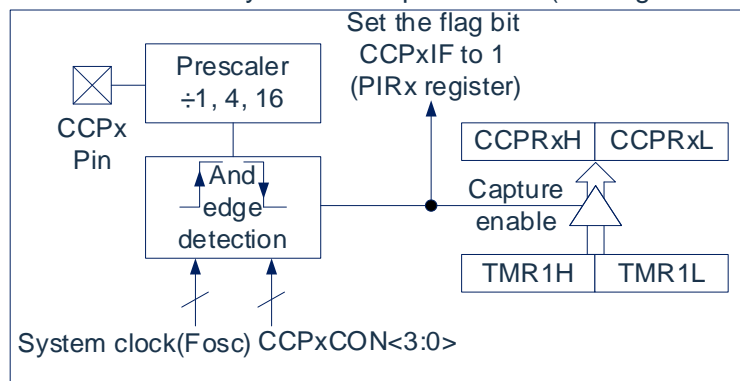 Set the flag bit
CCPxIF to 1
(PIRx register)
Prescaler
÷1, 4, 16
CCPx
Pin
And
edge
detection
CCPRxH CCPRxL
Capture
enable
TMR1H TMR1L
System clock(Fosc) CCPxCON<3:0>